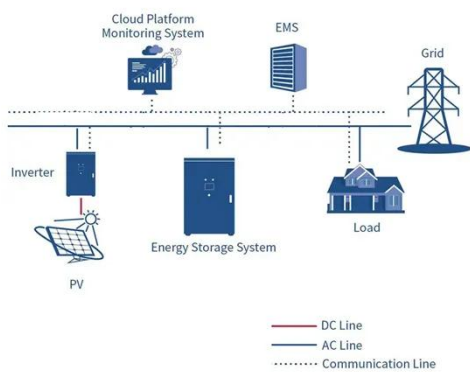 Cloud Platform
Monitoring System
EMS
Grid
Inverter
Energy Storage System
Load
PV
DC Line
AC Line
Communication Line